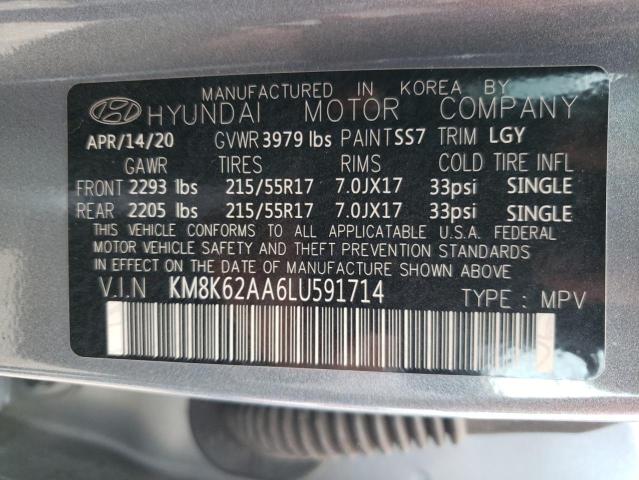 MANUFACTURED IN KOREA BY
HYUNDAI MOTOR COMPANY
APR/14/20 GVWR 3979 lbs PAINT SS7 TRIM LGY
GAWR TIRES RIMS COLD TIRE INFL
FRONT 2293 lbs 215/55R17 7.0JX17 33psi SINGLE
REAR 2205 lbs 215/55R17 7.0JX17 33psi SINGLE
THIS VEHICLE CONFORMS TO ALL APPLICABLE U.S.A. FEDERAL
MOTOR VEHICLE SAFETY AND THEFT PREVENTION STANDARDS
IN EFFECT ON THE DATE OF MANUFACTURE SHOWN ABOVE.
V.I.N KM8K62AA6LU591714 TYPE : MPV